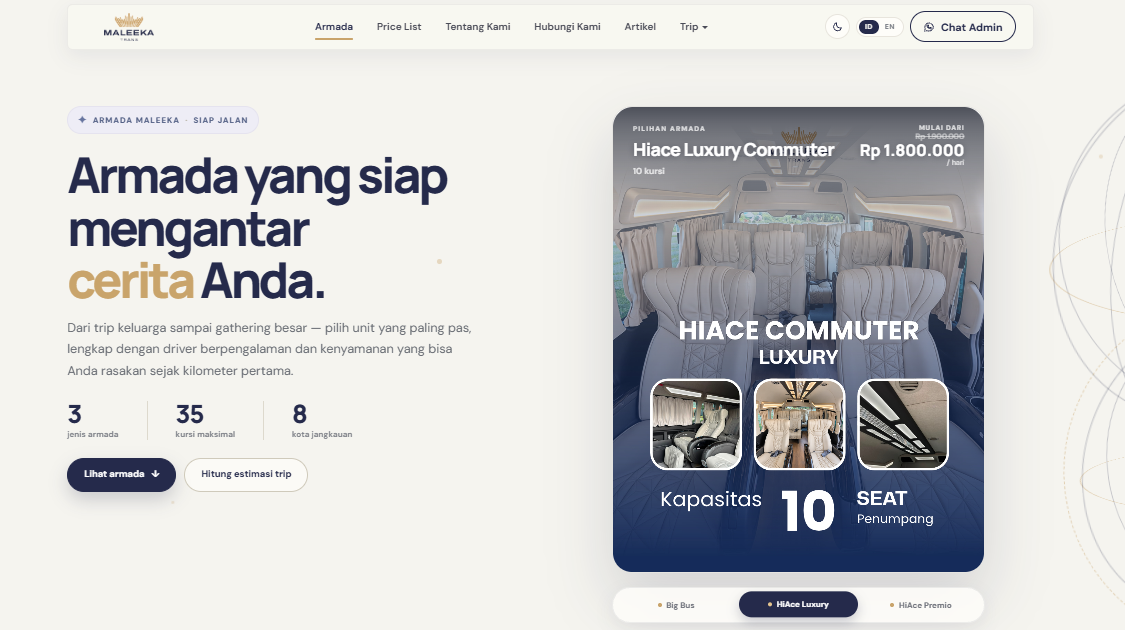 MALEEKA
TRANS
Armada
Price List
Tentang Kami
Hubungi Kami
Artikel
Trip
ID
EN
Chat Admin
ARMADA MALEEKA · SIAP JALAN
Armada yang siap
mengantar
cerita Anda.
Dari trip keluarga sampai gathering besar — pilih unit yang paling pas,
lengkap dengan driver berpengalaman dan kenyamanan yang bisa
Anda rasakan sejak kilometer pertama.
3
jenis armada
35
kursi maksimal
8
kota jangkauan
Lihat armada ↓
Hitung estimasi trip
PILIHAN ARMADA
Hiace Luxury Commuter
10 kursi
MULAI DARI
Rp 1.900.000
Rp 1.800.000
/ hari
HIACE COMMUTER
LUXURY
Kapasitas 10 SEAT
Penumpang
Big Bus
HiAce Luxury
HiAce Premio